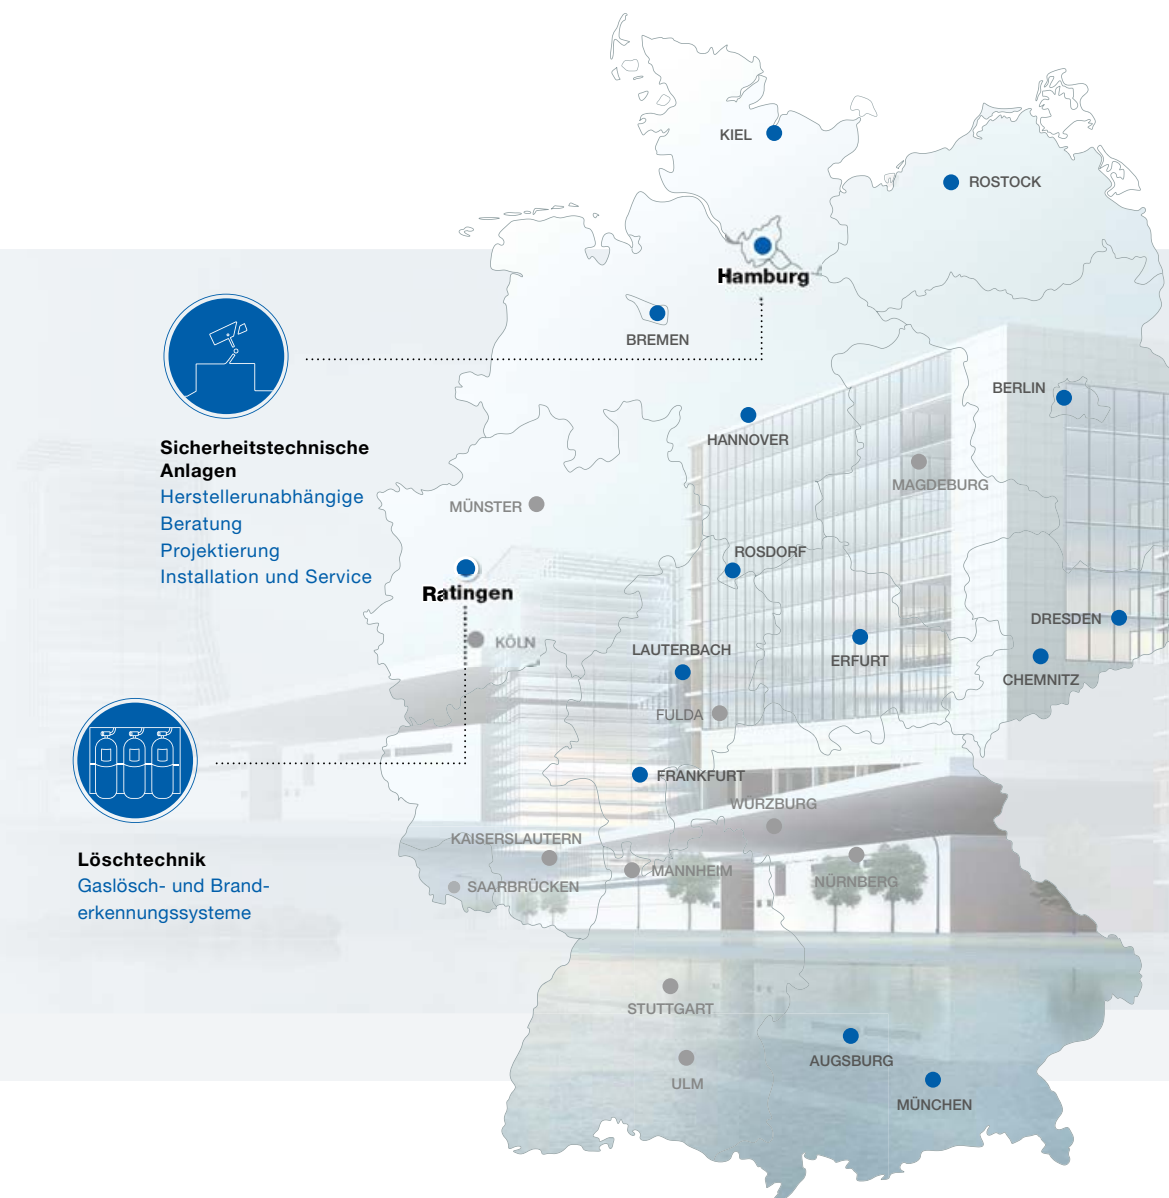 KIEL
ROSTOCK
Hamburg
BREMEN
BERLIN
HANNOVER
Sicherheitstechnische
Anlagen
Herstellerunabhängige
Beratung
Projektierung
Installation und Service
MAGDEBURG
MÜNSTER
ROSDORF
Ratingen
DRESDEN
KÖLN
LAUTERBACH
ERFURT
CHEMNITZ
FULDA
FRANKFURT
WÜRZBURG
KAISERSLAUTERN
Löschtechnik
Gaslösch- und Brand-
erkennungssysteme
MANNHEIM
NÜRNBERG
SAARBRÜCKEN
STUTTGART
AUGSBURG
ULM
MÜNCHEN